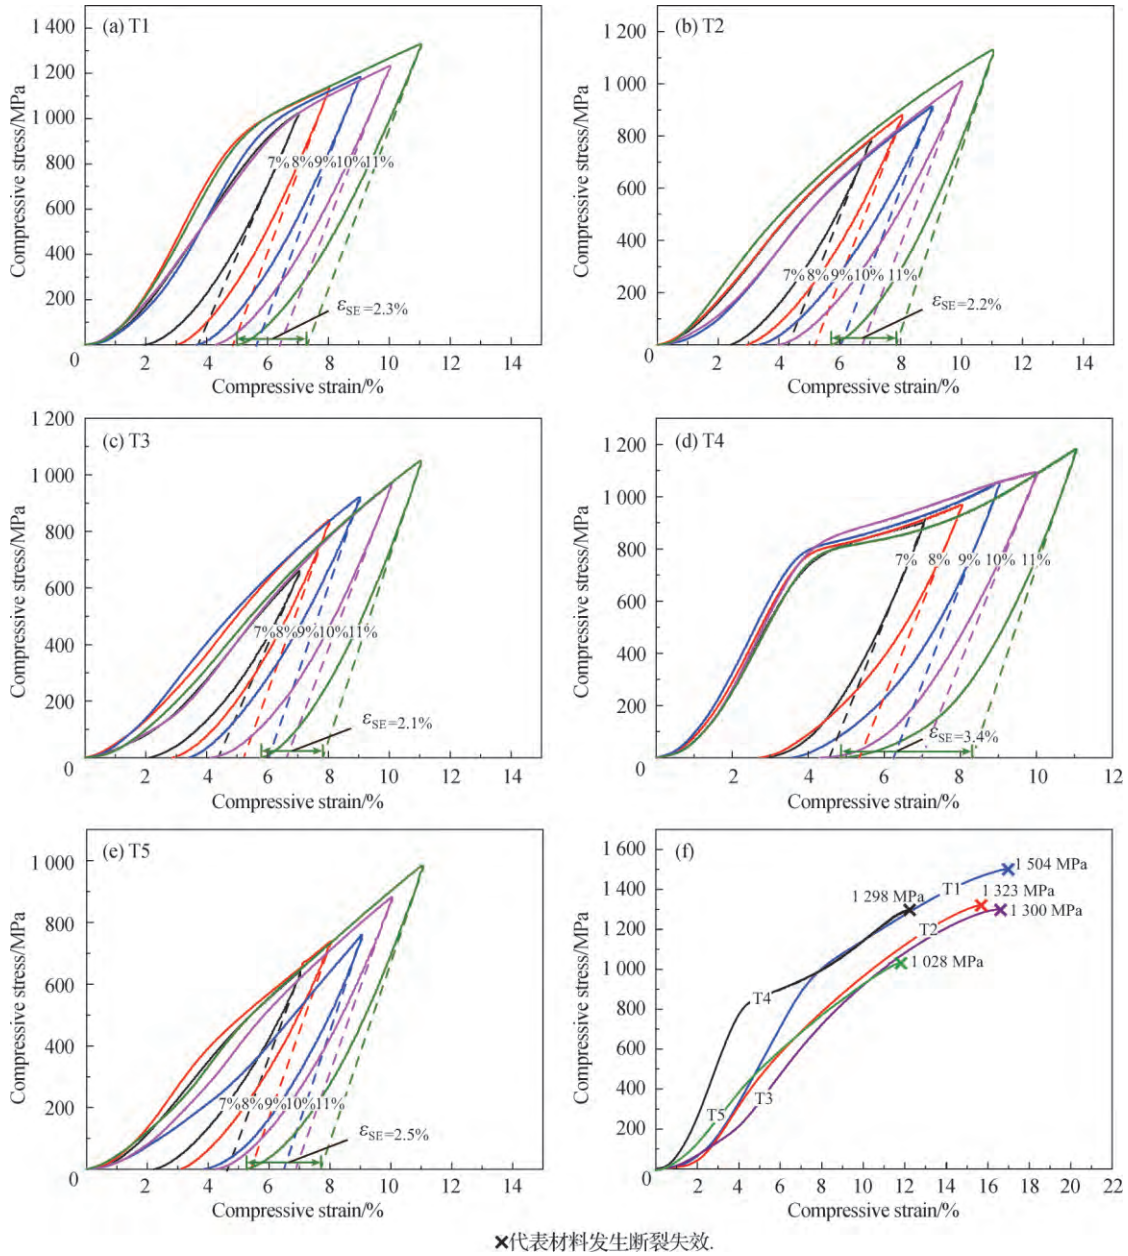 (a) T1
Compressive stress/MPa
1 400
1 200
1 000
800
600
400
200
0
7% 8% 9% 10% 11%
εSE=2.3%
0 2 4 6 8 10 12 14
Compressive strain/%
(b) T2
Compressive stress/MPa
1 200
1 000
800
600
400
200
0
7% 8% 9% 10% 11%
εSE=2.2%
2 4 6 8 10 12 14
Compressive strain/%
(c) T3
Compressive stress/MPa
1 200
1 000
800
600
400
200
0
7% 8% 9% 10% 11%
εSE=2.1%
2 4 6 8 10 12 14
Compressive strain/%
(d) T4
Compressive stress/MPa
1 200
1 000
800
600
400
200
0
7% 8% 9% 10% 11%
εSE=3.4%
2 4 6 8 10 12
Compressive strain/%
(e) T5
Compressive stress/MPa
1 000
800
600
400
200
0
7% 8% 9% 10% 11%
εSE=2.5%
2 4 6 8 10 12 14
Compressive strain/%
(f)
Compressive stress/MPa
1 600
1 400
1 200
1 000
800
600
400
200
0
1 504 MPa
1 298 MPa
T1
1 323 MPa
1 300 MPa
T2
1 028 MPa
T4
T5
T3
2 4 6 8 10 12 14 16 18 20 22
Compressive strain/%
×代表材料发生断裂失效.